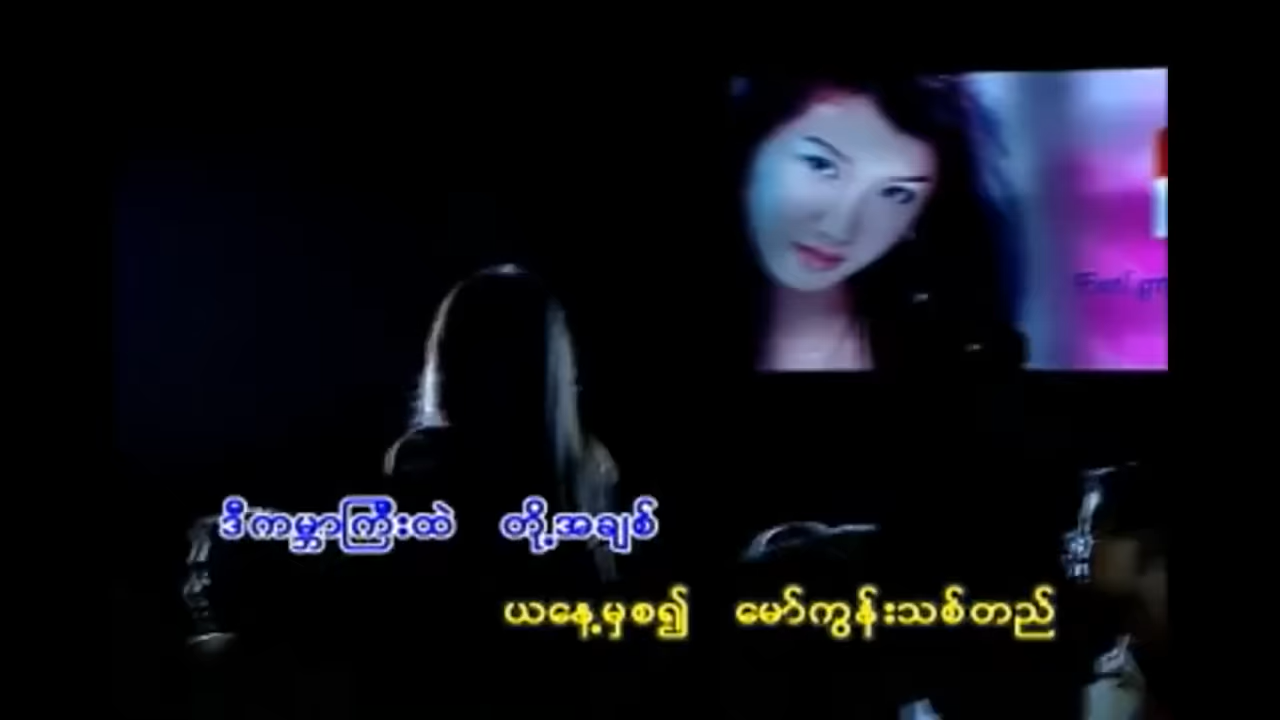 ဒီကမ္ဘာကြီးထဲ တို့အချစ်
ယနေ့မှစ၍ မော်ကွန်းသစ်တည်